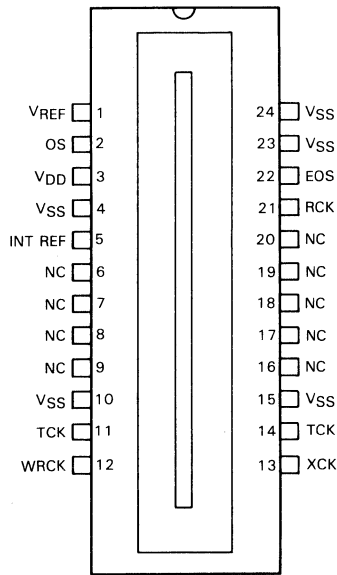 VREF 1 24 VSS
OS 2 23 VSS
VDD 3 22 EOS
VSS 4 21 RCK
INT REF 5 20 NC
NC 6 19 NC
NC 7 18 NC
NC 8 17 NC
NC 9 16 NC
VSS 10 15 VSS
TCK 11 14 TCK
WRCK 12 13 XCK